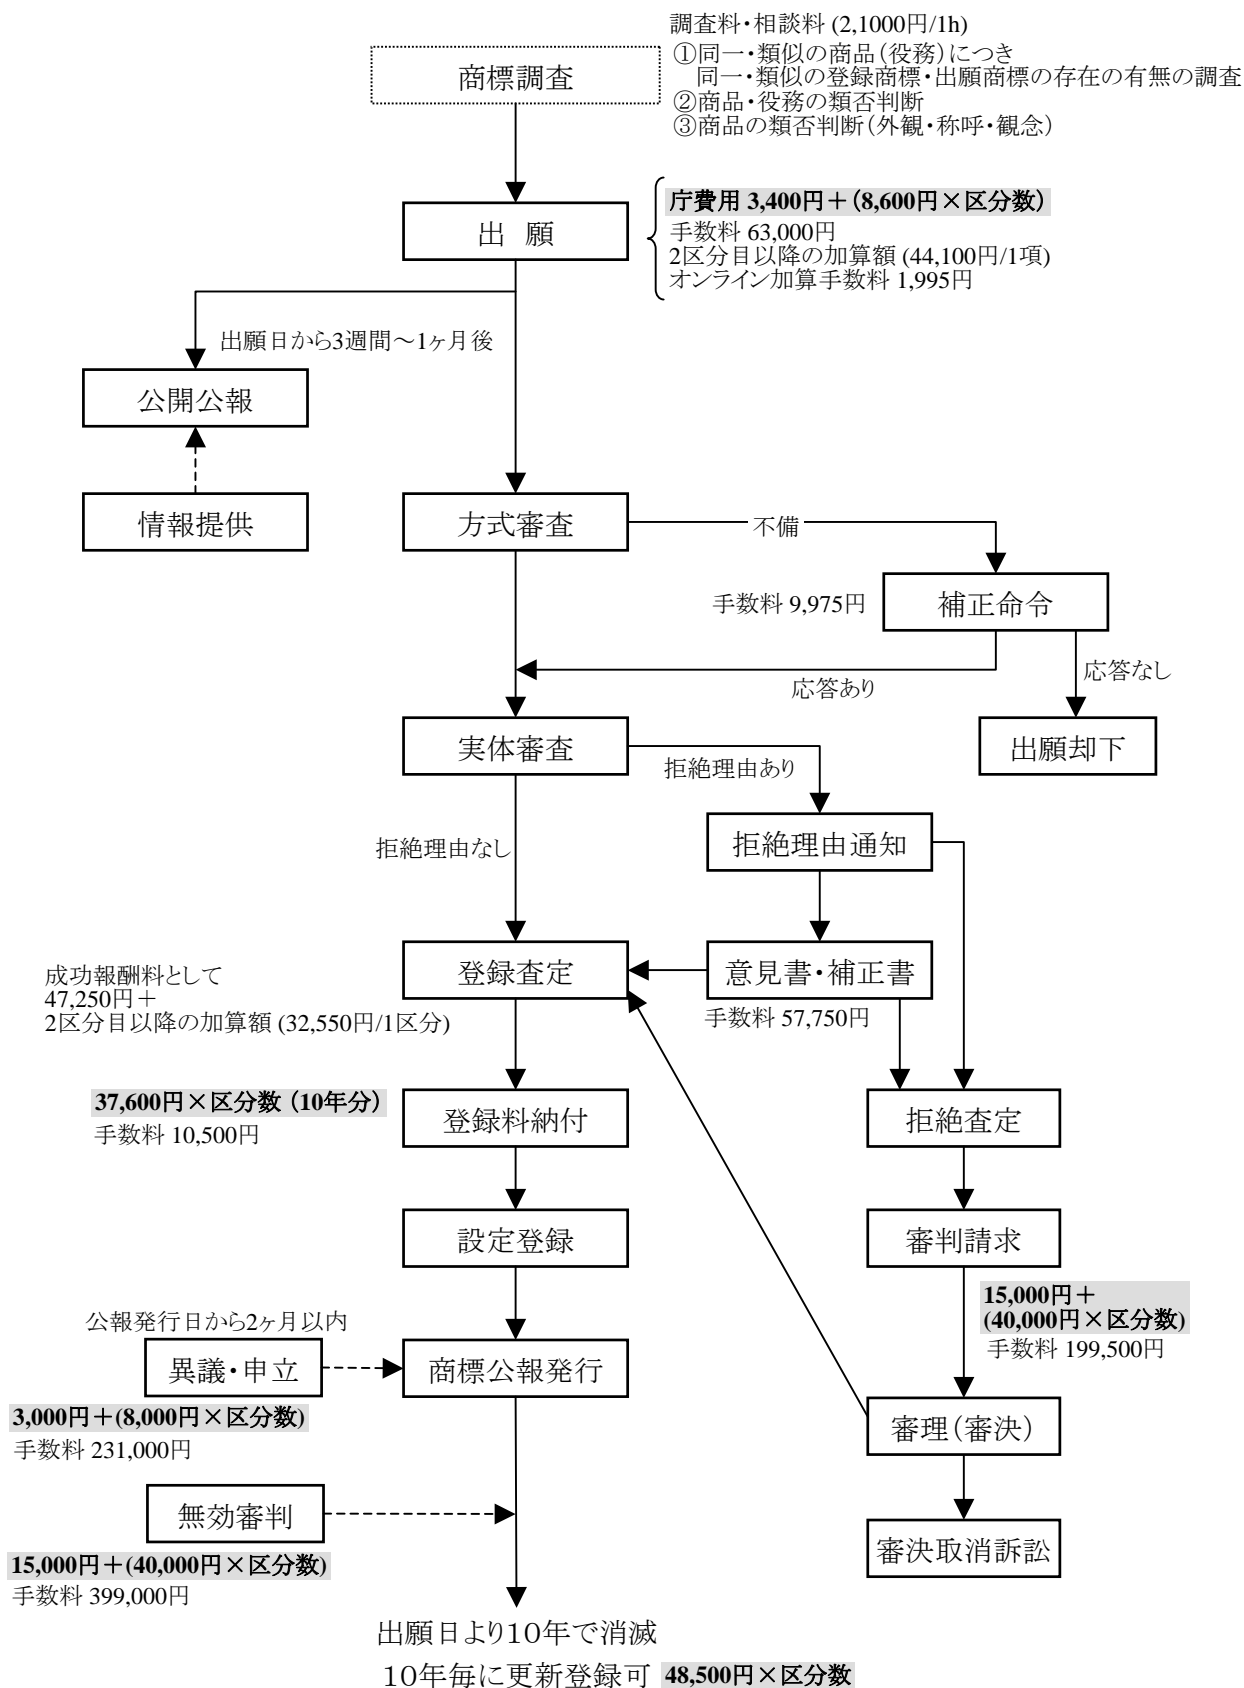 調査料・相談料 (2,1000円/1h)
①同一・類似の商品(役務)につき
同一・類似の登録商標・出願商標の存在の有無の調査
②商品・役務の類否判断
③商品の類否判断(外観・称呼・観念)
商標調査
庁費用 3,400円+(8,600円×区分数)
手数料 63,000円
2区分目以降の加算額 (44,100円/1項)
オンライン加算手数料 1,995円
出 願
出願日から3週間～1ヶ月後
公開公報
情報提供
方式審査
不備
手数料 9,975円
補正命令
応答あり
応答なし
実体審査
出願却下
拒絶理由あり
拒絶理由なし
拒絶理由通知
成功報酬料として
47,250円+
2区分目以降の加算額 (32,550円/1区分)
登録査定
意見書・補正書
手数料 57,750円
37,600円×区分数 (10年分)
手数料 10,500円
登録料納付
拒絶査定
設定登録
審判請求
15,000円+
(40,000円×区分数)
手数料 199,500円
公報発行日から2ヶ月以内
異議・申立
商標公報発行
3,000円+(8,000円×区分数)
手数料 231,000円
審理(審決)
無効審判
15,000円+(40,000円×区分数)
手数料 399,000円
審決取消訴訟
出願日より10年で消滅
10年毎に更新登録可 48,500円×区分数